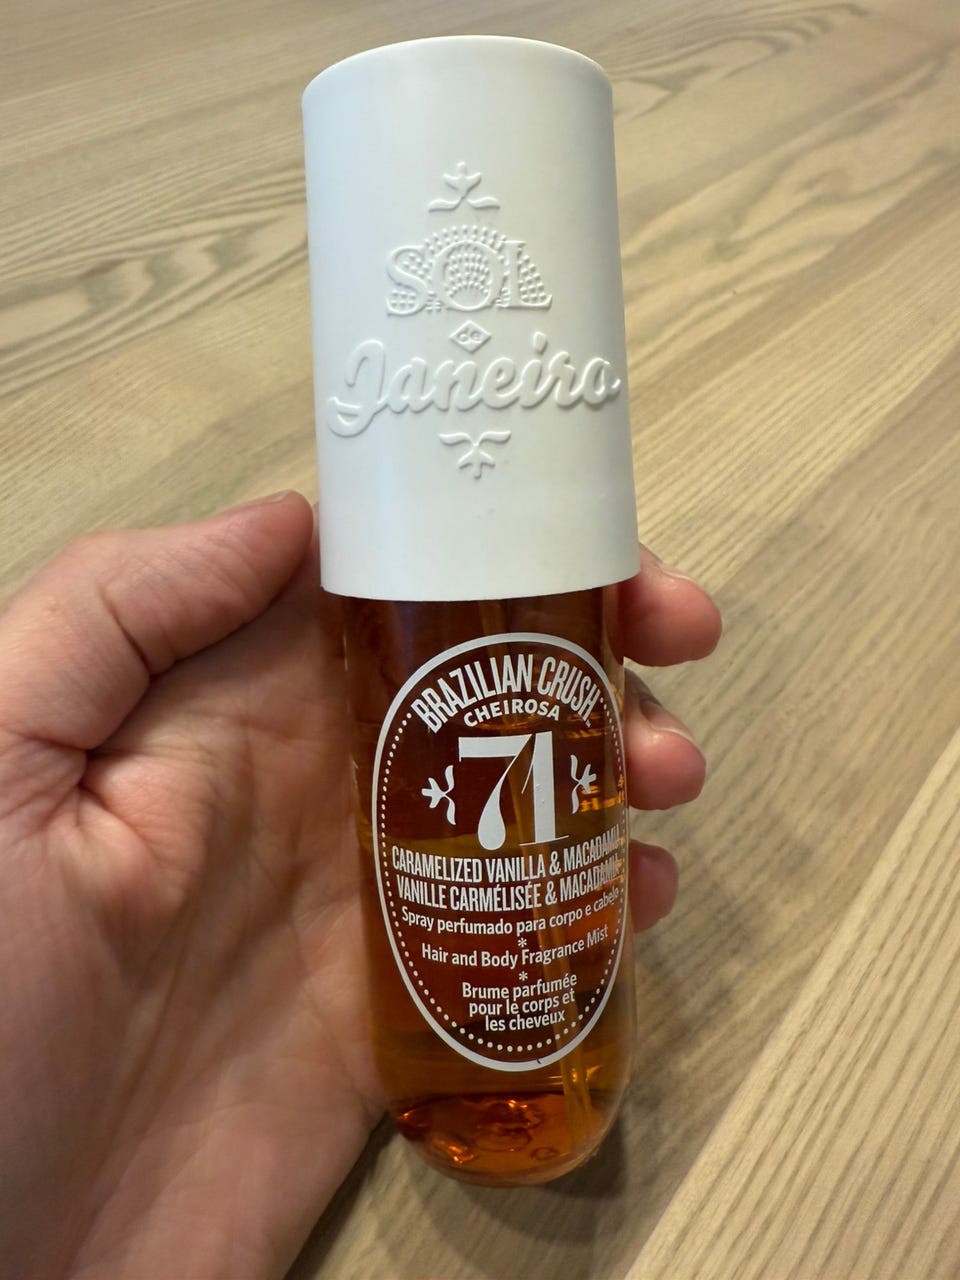 SOL
de
Janeiro
BRAZILIAN CRUSH™
CHEIROSA
71
CARAMELIZED VANILLA & MACADAMIA
VANILLE CARMÉLISÉE & MACADAMIA
Spray perfumado para corpo e cabelo
*
Hair and Body Fragrance Mist
*
Brume parfumée
pour le corps et
les cheveux